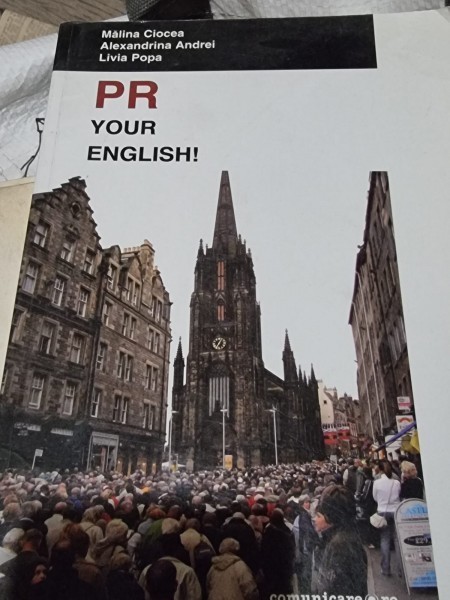 Mălina Ciocea
Alexandrina Andrei
Livia Popa
PR
YOUR
ENGLISH!
comunicare.ro